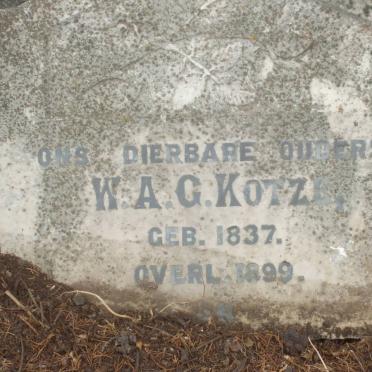 ONS DIERBARE OUDERS
W.A.G. KOTZE,
GEB. 1837.
OVERL. 1899.